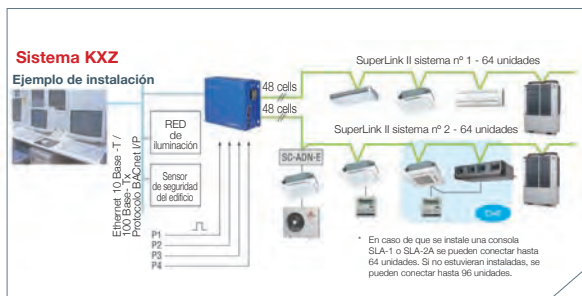 Sistema KXZ
Ejemplo de instalación
SuperLink II sistema nº 1 - 64 unidades
48 cells
48 cells
SuperLink II sistema nº 2 - 64 unidades
Ethernet 10 Base -T /
100 Base-Tx
Protocolo BACnet I/P
RED
de
iluminación
Sensor
de seguridad
del edificio
SC-ADN-E
P1
P2
P3
P4
* En caso de que se instale una consola
SLA-1 o SLA-2A se pueden conectar hasta
64 unidades. Si no estuvieran instaladas, se
pueden conectar hasta 96 unidades.